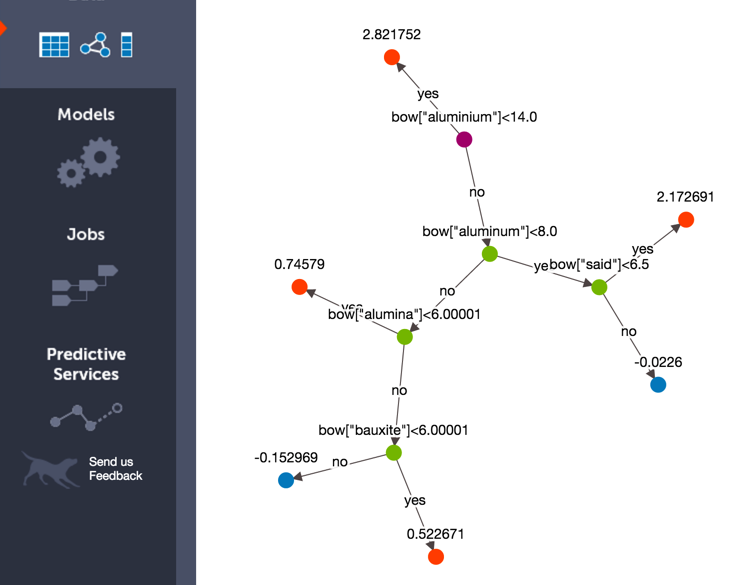 Models
Jobs
Predictive
Services
Send us
Feedback
2.821752
yes
bow["aluminium"]<14.0
no
2.172691
bow["aluminum"]<8.0
yes
0.74579
ye
bow["said"]<6.5
no
yes
bow["alumina"]<6.00001
no
-0.0226
no
bow["bauxite"]<6.00001
-0.152969
no
yes
0.522671